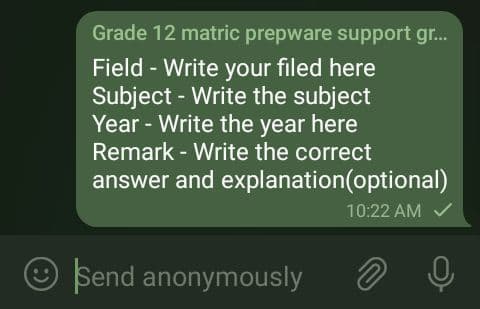 Grade 12 matric prepware support gr...
Field - Write your filed here
Subject - Write the subject
Year - Write the year here
Remark - Write the correct
answer and explanation(optional)
10:22 AM
Send anonymously